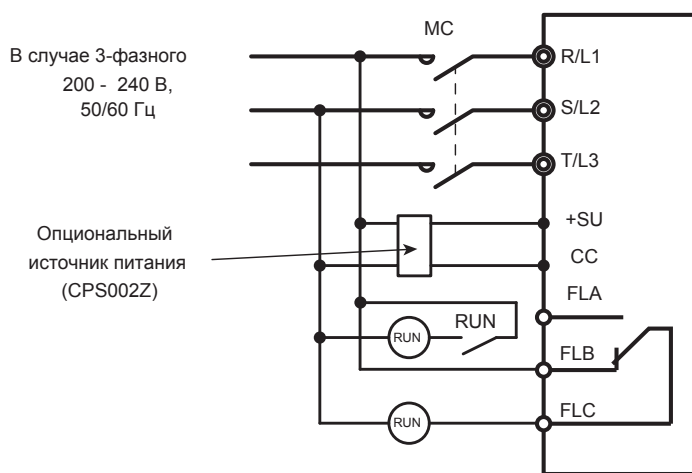 MC
В случае 3-фазного
200 - 240 В,
50/60 Гц
R/L1
S/L2
T/L3
+SU
CC
Опциональный
источник питания
(CPS002Z)
FLA
RUN
RUN
FLB
RUN
FLC